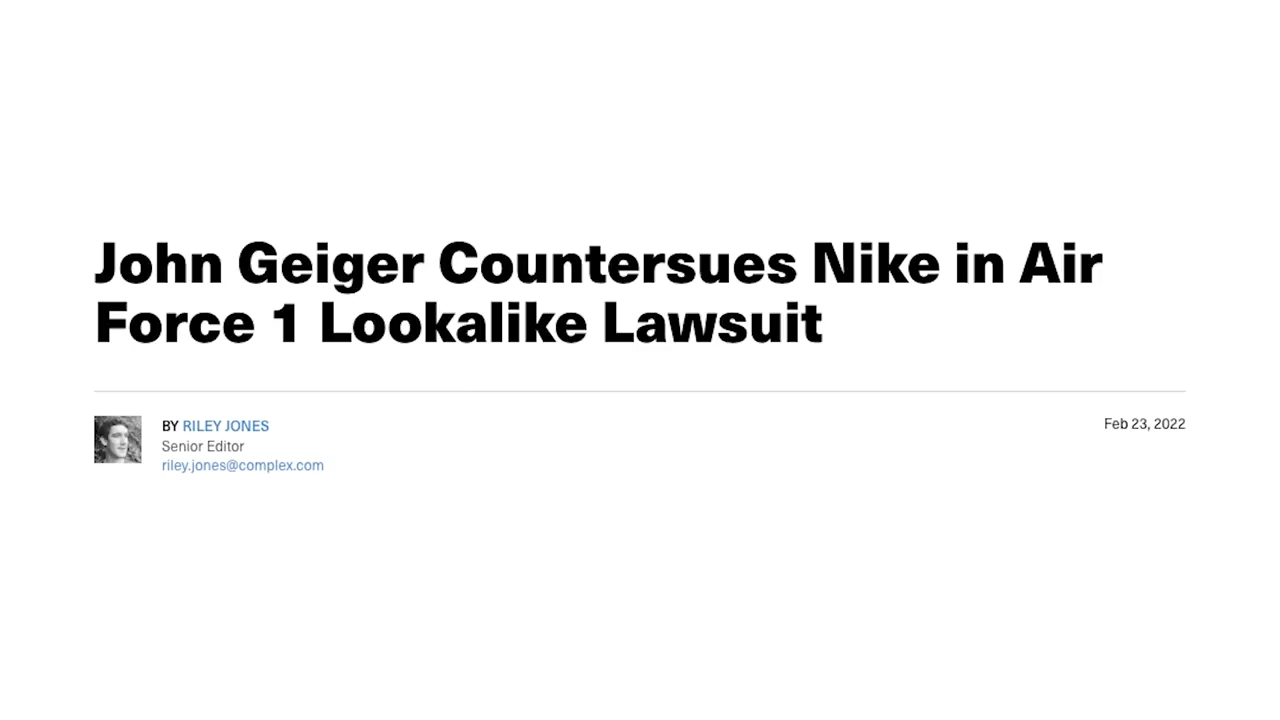 John Geiger Countersues Nike in Air
Force 1 Lookalike Lawsuit
BY RILEY JONES
Feb 23, 2022
Senior Editor
riley.jones@complex.com